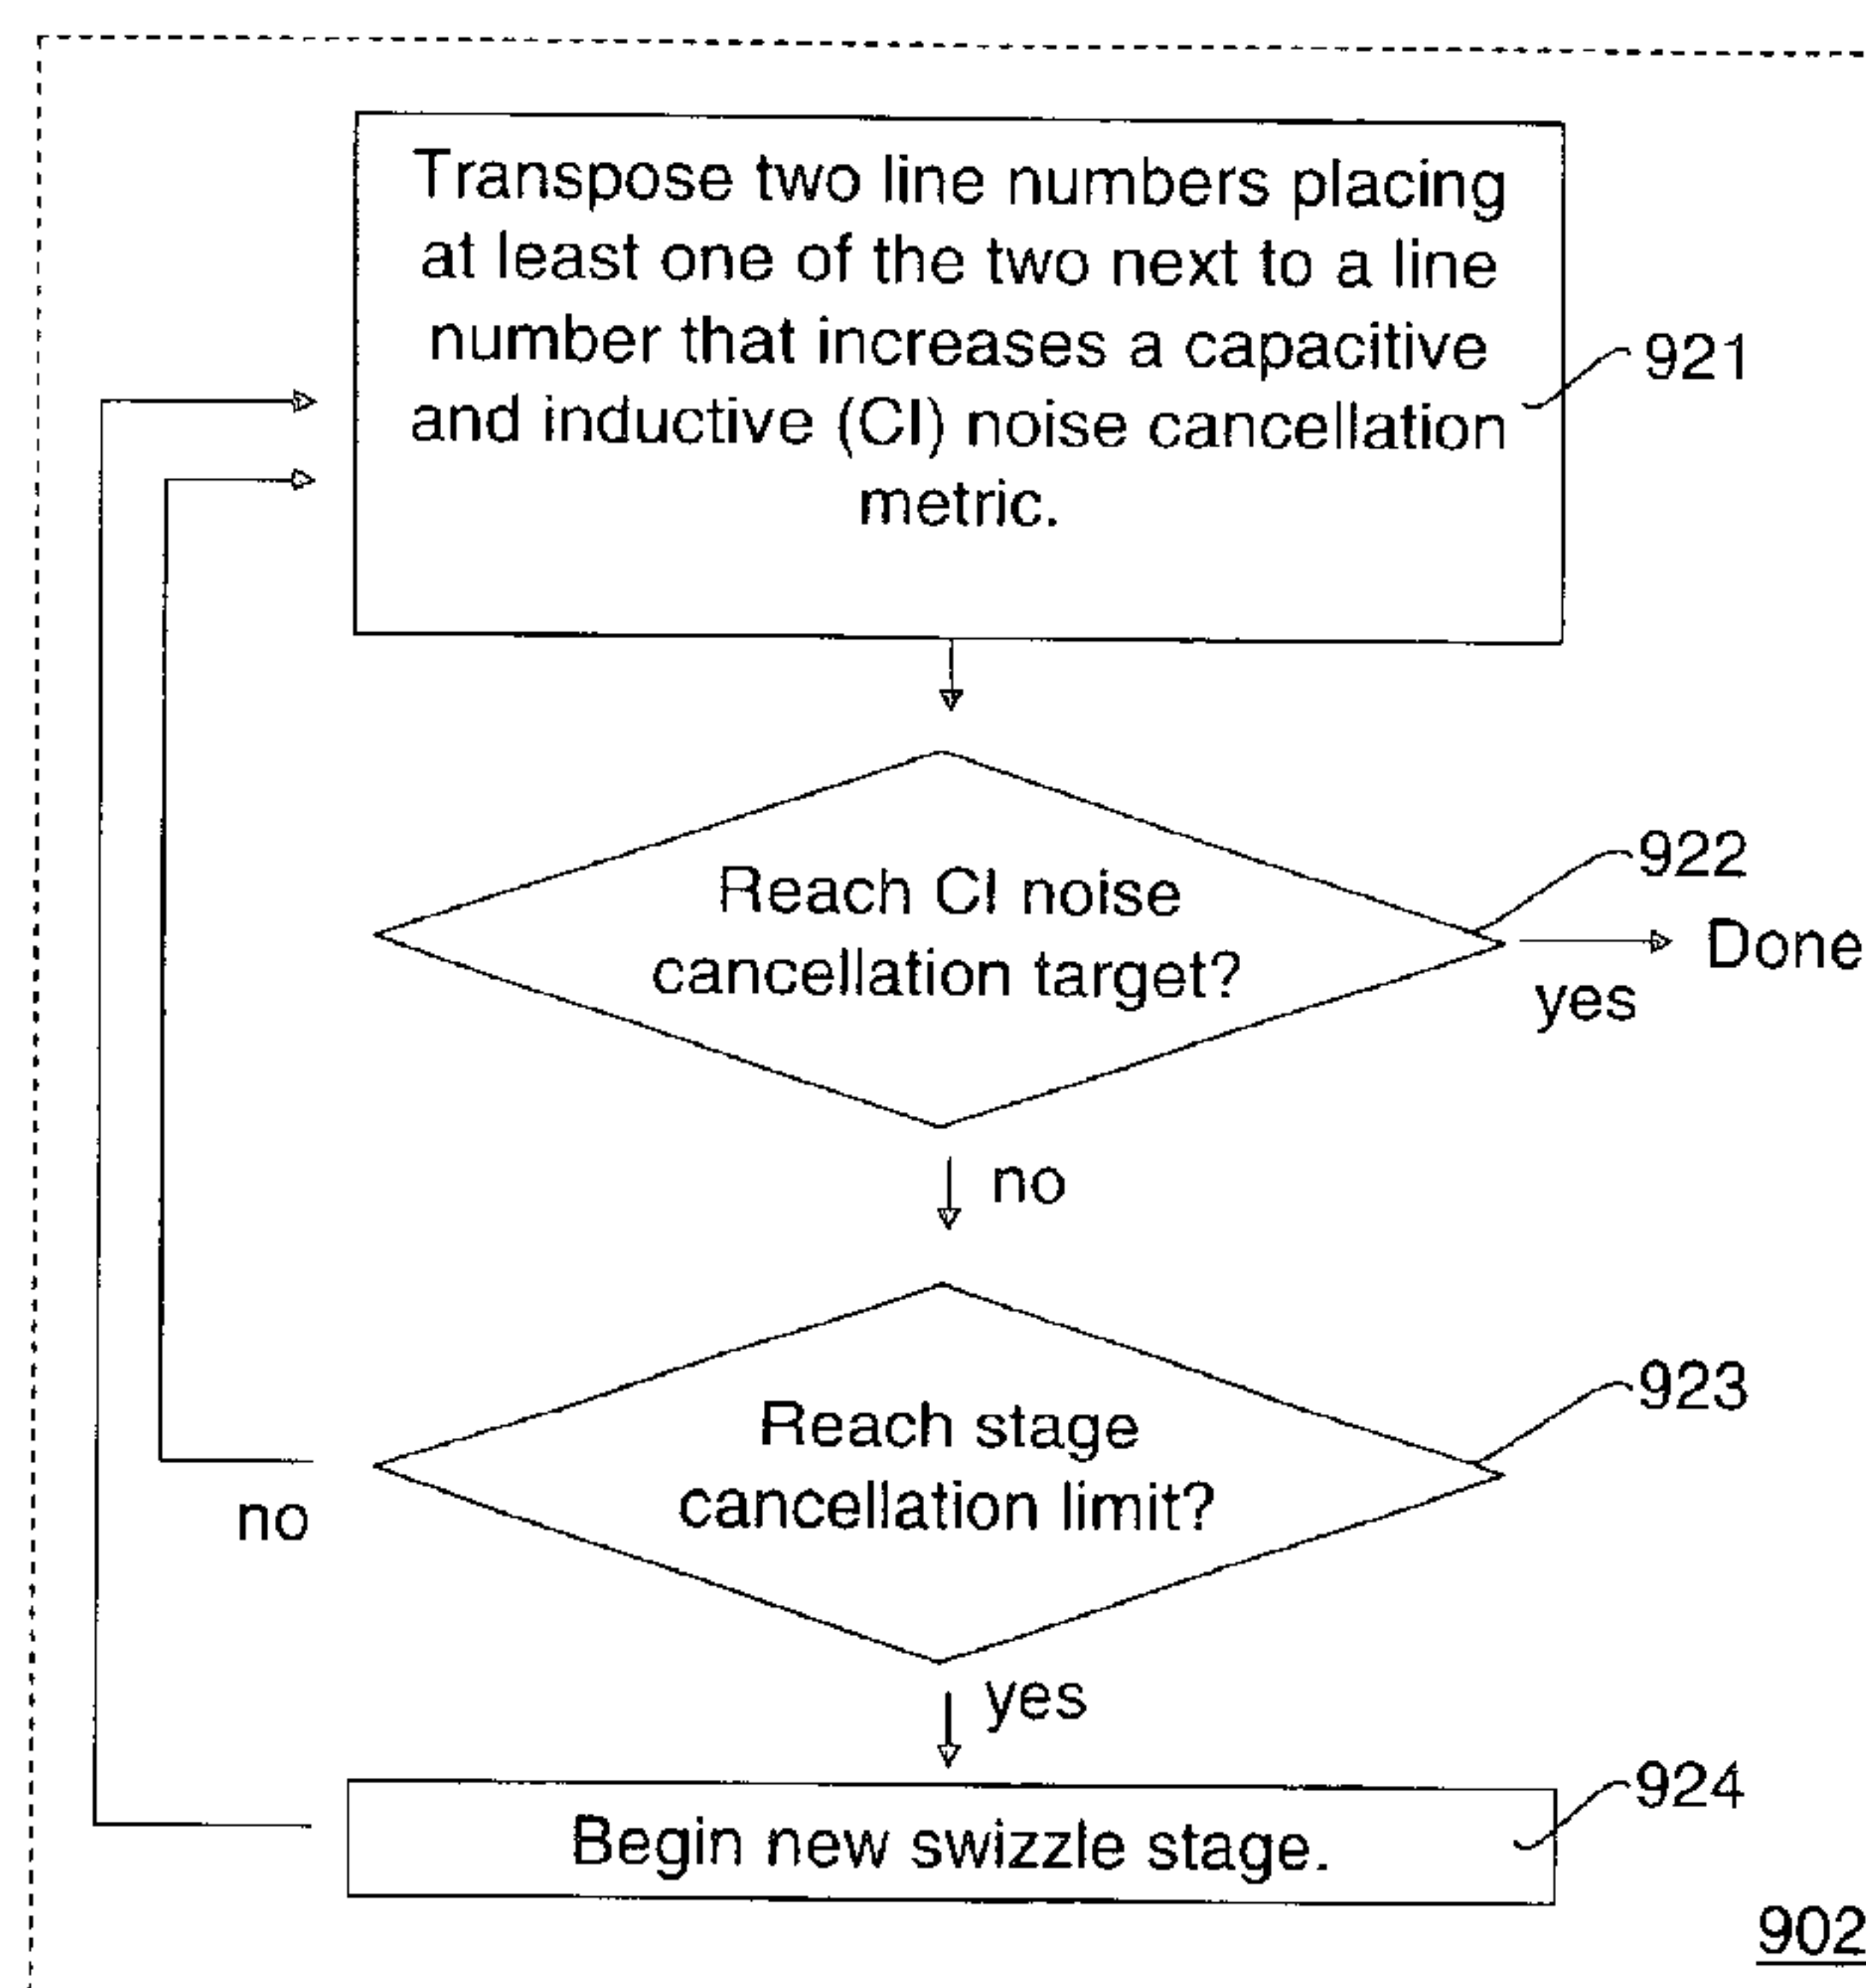 Transpose two line numbers placing
at least one of the two next to a line
number that increases a capacitive
and inductive (CI) noise cancellation
metric.
921
Reach CI noise
cancellation target?
922
Done
yes
no
Reach stage
cancellation limit?
923
no
yes
Begin new swizzle stage.
924
902